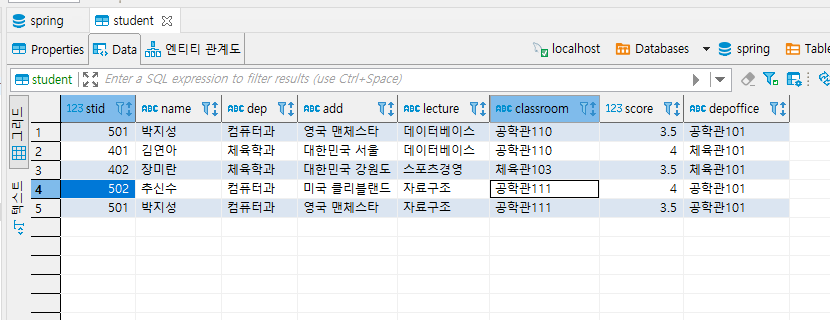 spring student
Properties Data 엔티티 관계도 localhost Databases spring Table
student Enter a SQL expression to filter results (use Ctrl+Space)
그리드
텍스트
123 stid ABC name ABC dep ABC add ABC lecture ABC classroom 123 score ABC depoffice
1 501 박지성 컴퓨터과 영국 맨체스타 데이터베이스 공학관110 3.5 공학관101
2 401 김연아 체육학과 대한민국 서울 데이터베이스 공학관110 4 체육관101
3 402 장미란 체육학과 대한민국 강원도 스포츠경영 체육관103 3.5 체육관101
4 502 추신수 컴퓨터과 미국 클리블랜드 자료구조 공학관111 4 공학관101
5 501 박지성 컴퓨터과 영국 맨체스타 자료구조 공학관111 3.5 공학관101